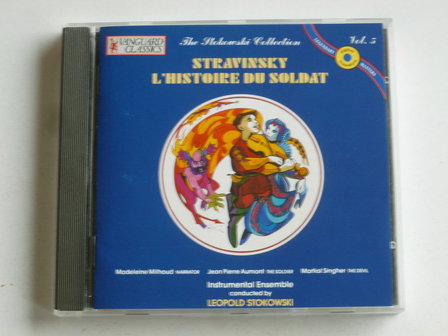 VANGUARD
CLASSICS
The Stokowski Collection
Vol. 5
STRAVINSKY
L'HISTOIRE DU SOLDAT
Madeleine Milhaud NARRATOR Jean Pierre Aumont THE SOLDIER Martial Singher THE DEVIL
Instrumental Ensemble
conducted by
LEOPOLD STOKOWSKI